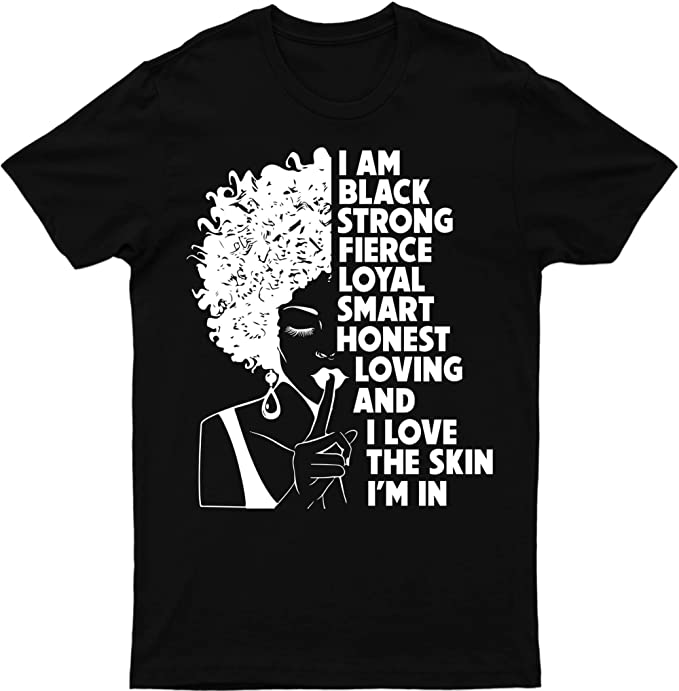 I AM
BLACK
STRONG
FIERCE
LOYAL
SMART
HONEST
LOVING
AND
I LOVE
THE SKIN
I'M IN